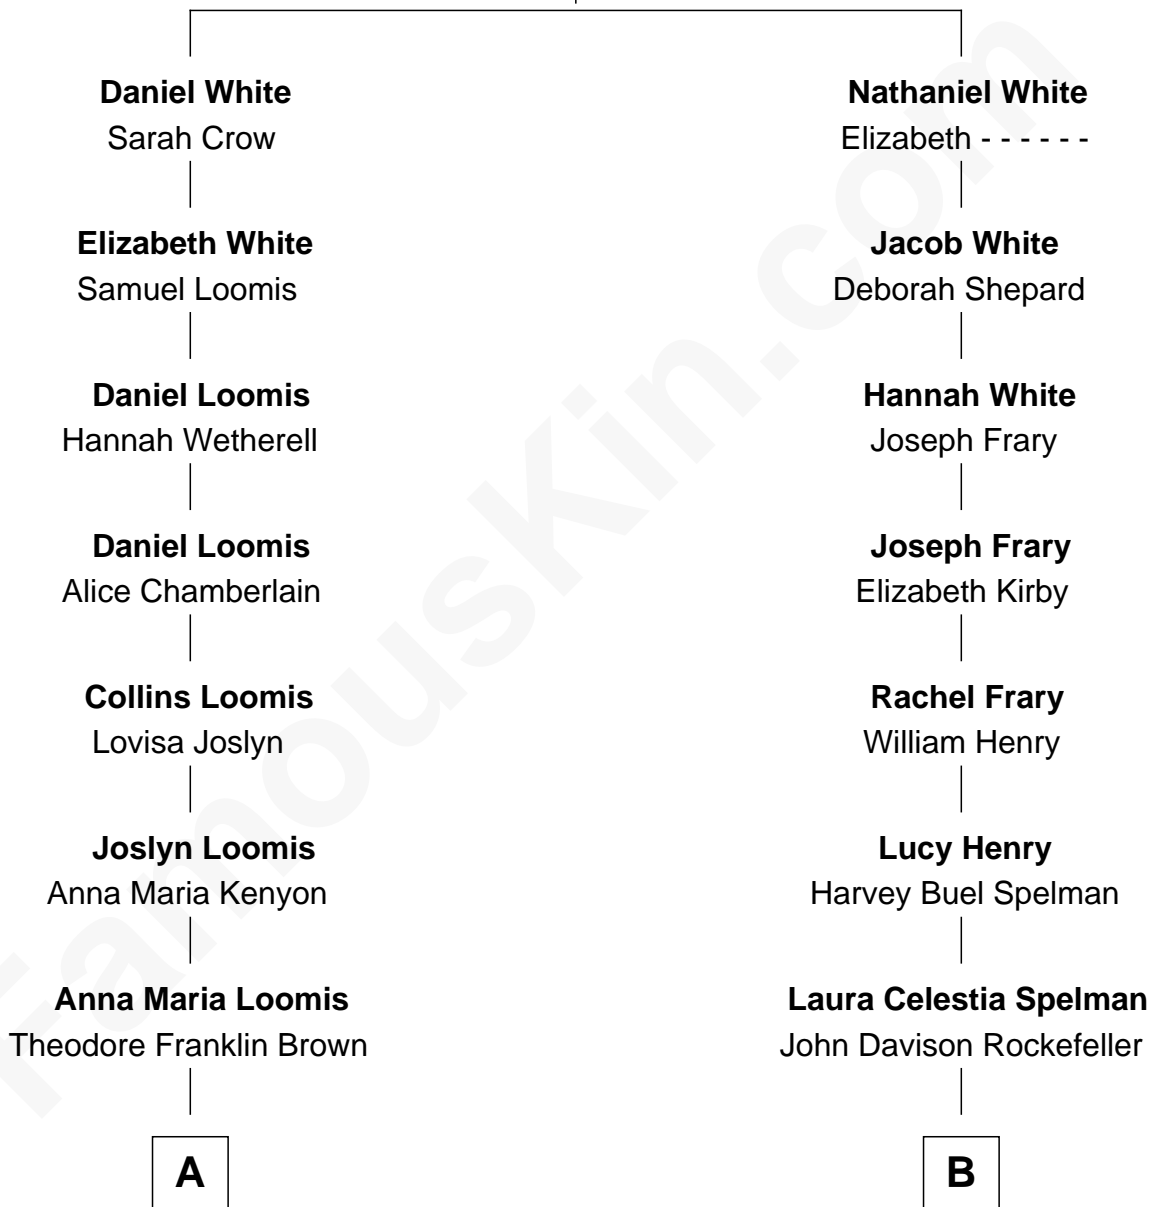 Daniel White
Sarah Crow
Elizabeth White
Samuel Loomis
Daniel Loomis
Hannah Wetherell
Daniel Loomis
Alice Chamberlain
Collins Loomis
Lovisa Joslyn
Joslyn Loomis
Anna Maria Kenyon
Anna Maria Loomis
Theodore Franklin Brown
A
Nathaniel White
Elizabeth - - - - - -
Jacob White
Deborah Shepard
Hannah White
Joseph Frary
Joseph Frary
Elizabeth Kirby
Rachel Frary
William Henry
Lucy Henry
Harvey Buel Spelman
Laura Celestia Spelman
John Davison Rockefeller
B
FamousKin.com